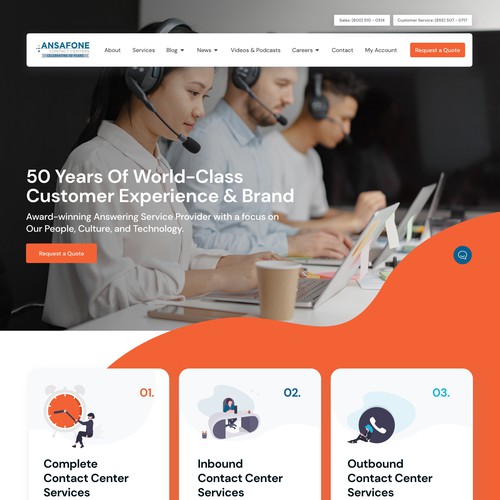 Sales: (800) 510 - 0314 Customer Service: (855) 507 - 0717
ANSAFONE
CONTACT CENTERS
CELEBRATING 50 YEARS
About Services Blog News Videos & Podcasts Careers Contact My Account Request a Quote
50 Years Of World-Class
Customer Experience & Brand
Award-winning Answering Service Provider with a focus on
Our People, Culture, and Technology.
Request a Quote
01.
Complete
Contact Center
Services
02.
Inbound
Contact Center
Services
03.
Outbound
Contact Center
Services